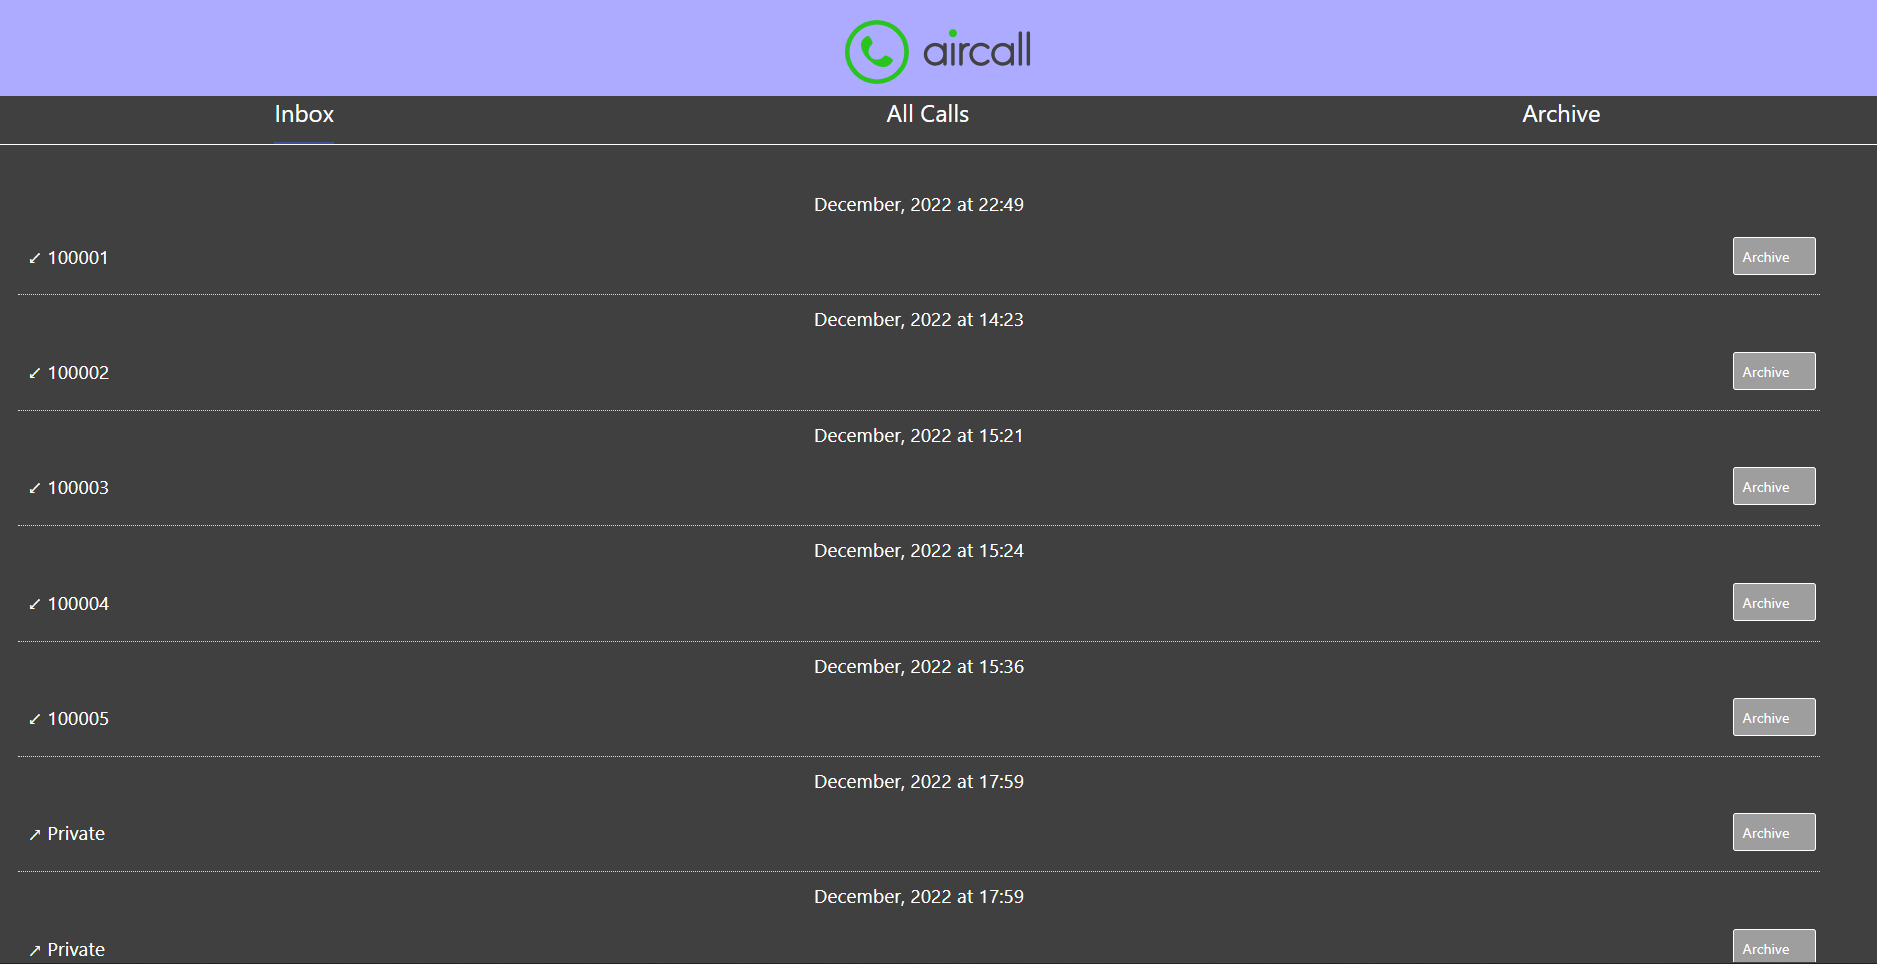 aircall
Inbox All Calls Archive
December, 2022 at 22:49
↙ 100001 Archive
December, 2022 at 14:23
↙ 100002 Archive
December, 2022 at 15:21
↙ 100003 Archive
December, 2022 at 15:24
↙ 100004 Archive
December, 2022 at 15:36
↙ 100005 Archive
December, 2022 at 17:59
↗ Private Archive
December, 2022 at 17:59
↗ Private Archive